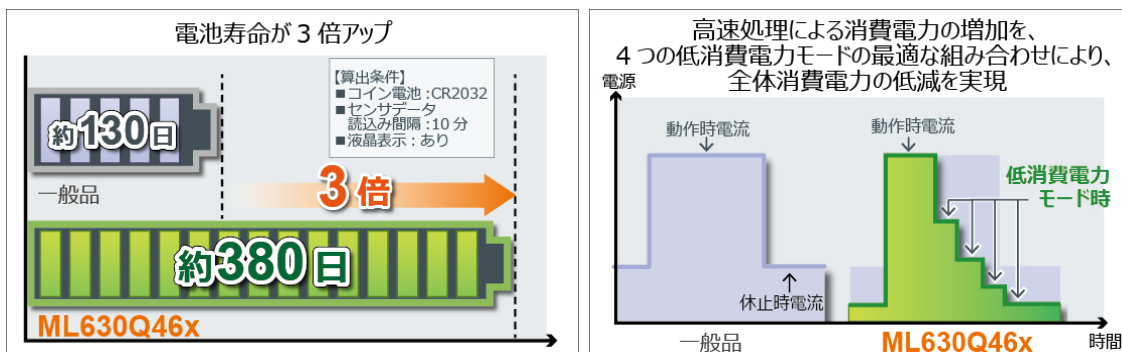 電池寿命が3倍アップ
【算出条件】
■コイン電池:CR2032
■センサデータ
読込み間隔:10分
■液晶表示:あり
約130日
一般品
3倍
約380日
ML630Q46x
高速処理による消費電力の増加を、
4つの低消費電力モードの最適な組み合わせにより、
全体消費電力の低減を実現
電源
動作時電流
動作時電流
低消費電力
モード時
休止時電流
一般品
ML630Q46x
時間